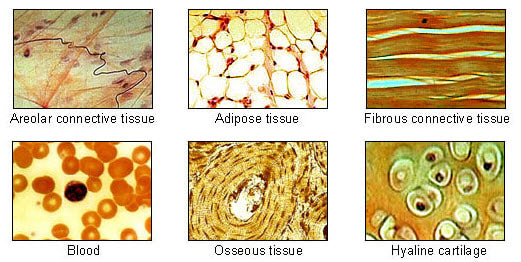 Areolar connective tissue
Adipose tissue
Fibrous connective tissue
Blood
Osseous tissue
Hyaline cartilage